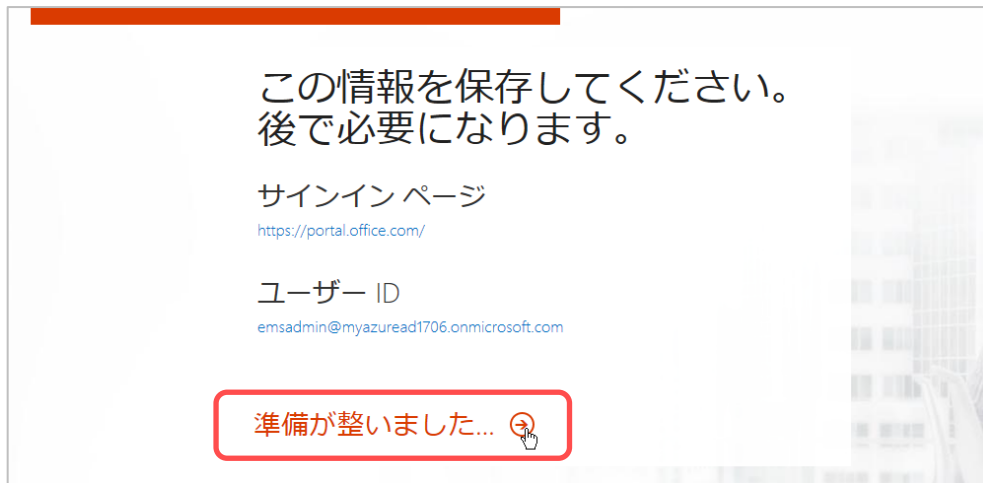 この情報を保存してください。
後で必要になります。
サインイン ページ
https://portal.office.com/
ユーザー ID
emsadmin@myazuread1706.onmicrosoft.com
準備が整いました...